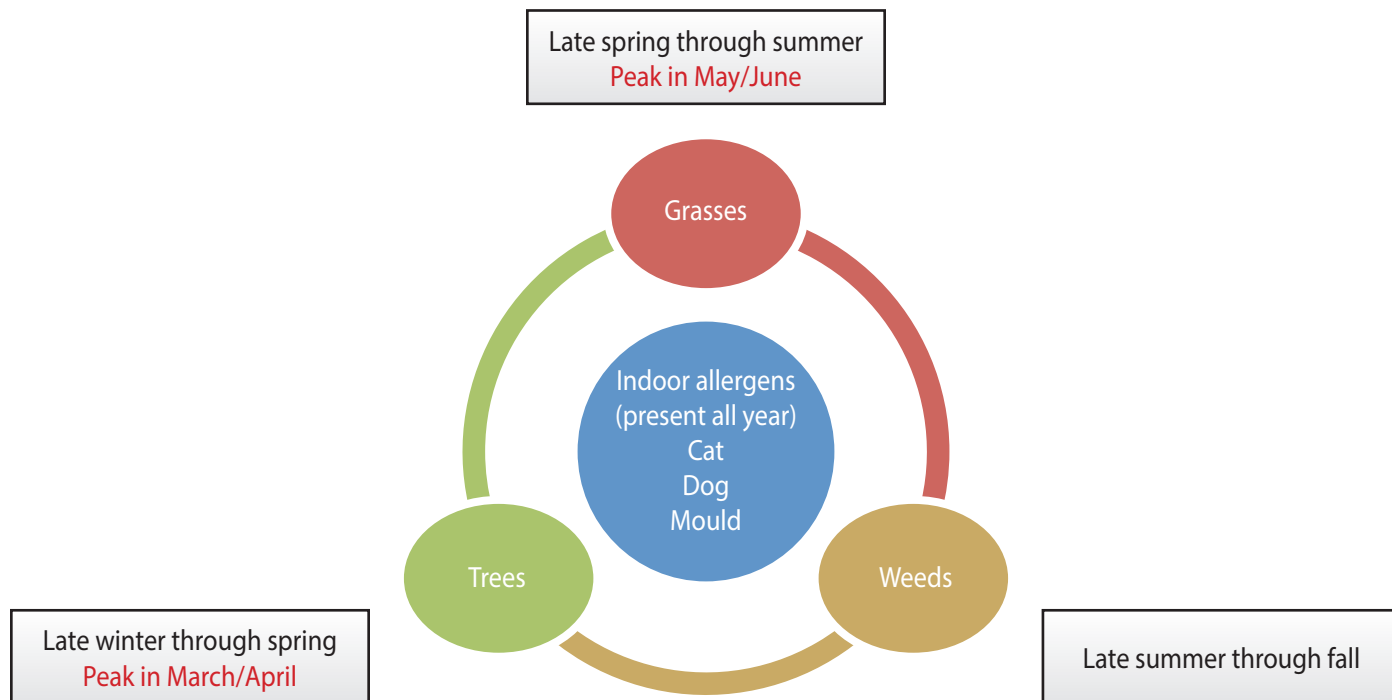 Late spring through summer
Peak in May/June
Grasses
Indoor allergens
(present all year)
Cat
Dog
Mould
Trees
Weeds
Late winter through spring
Peak in March/April
Late summer through fall